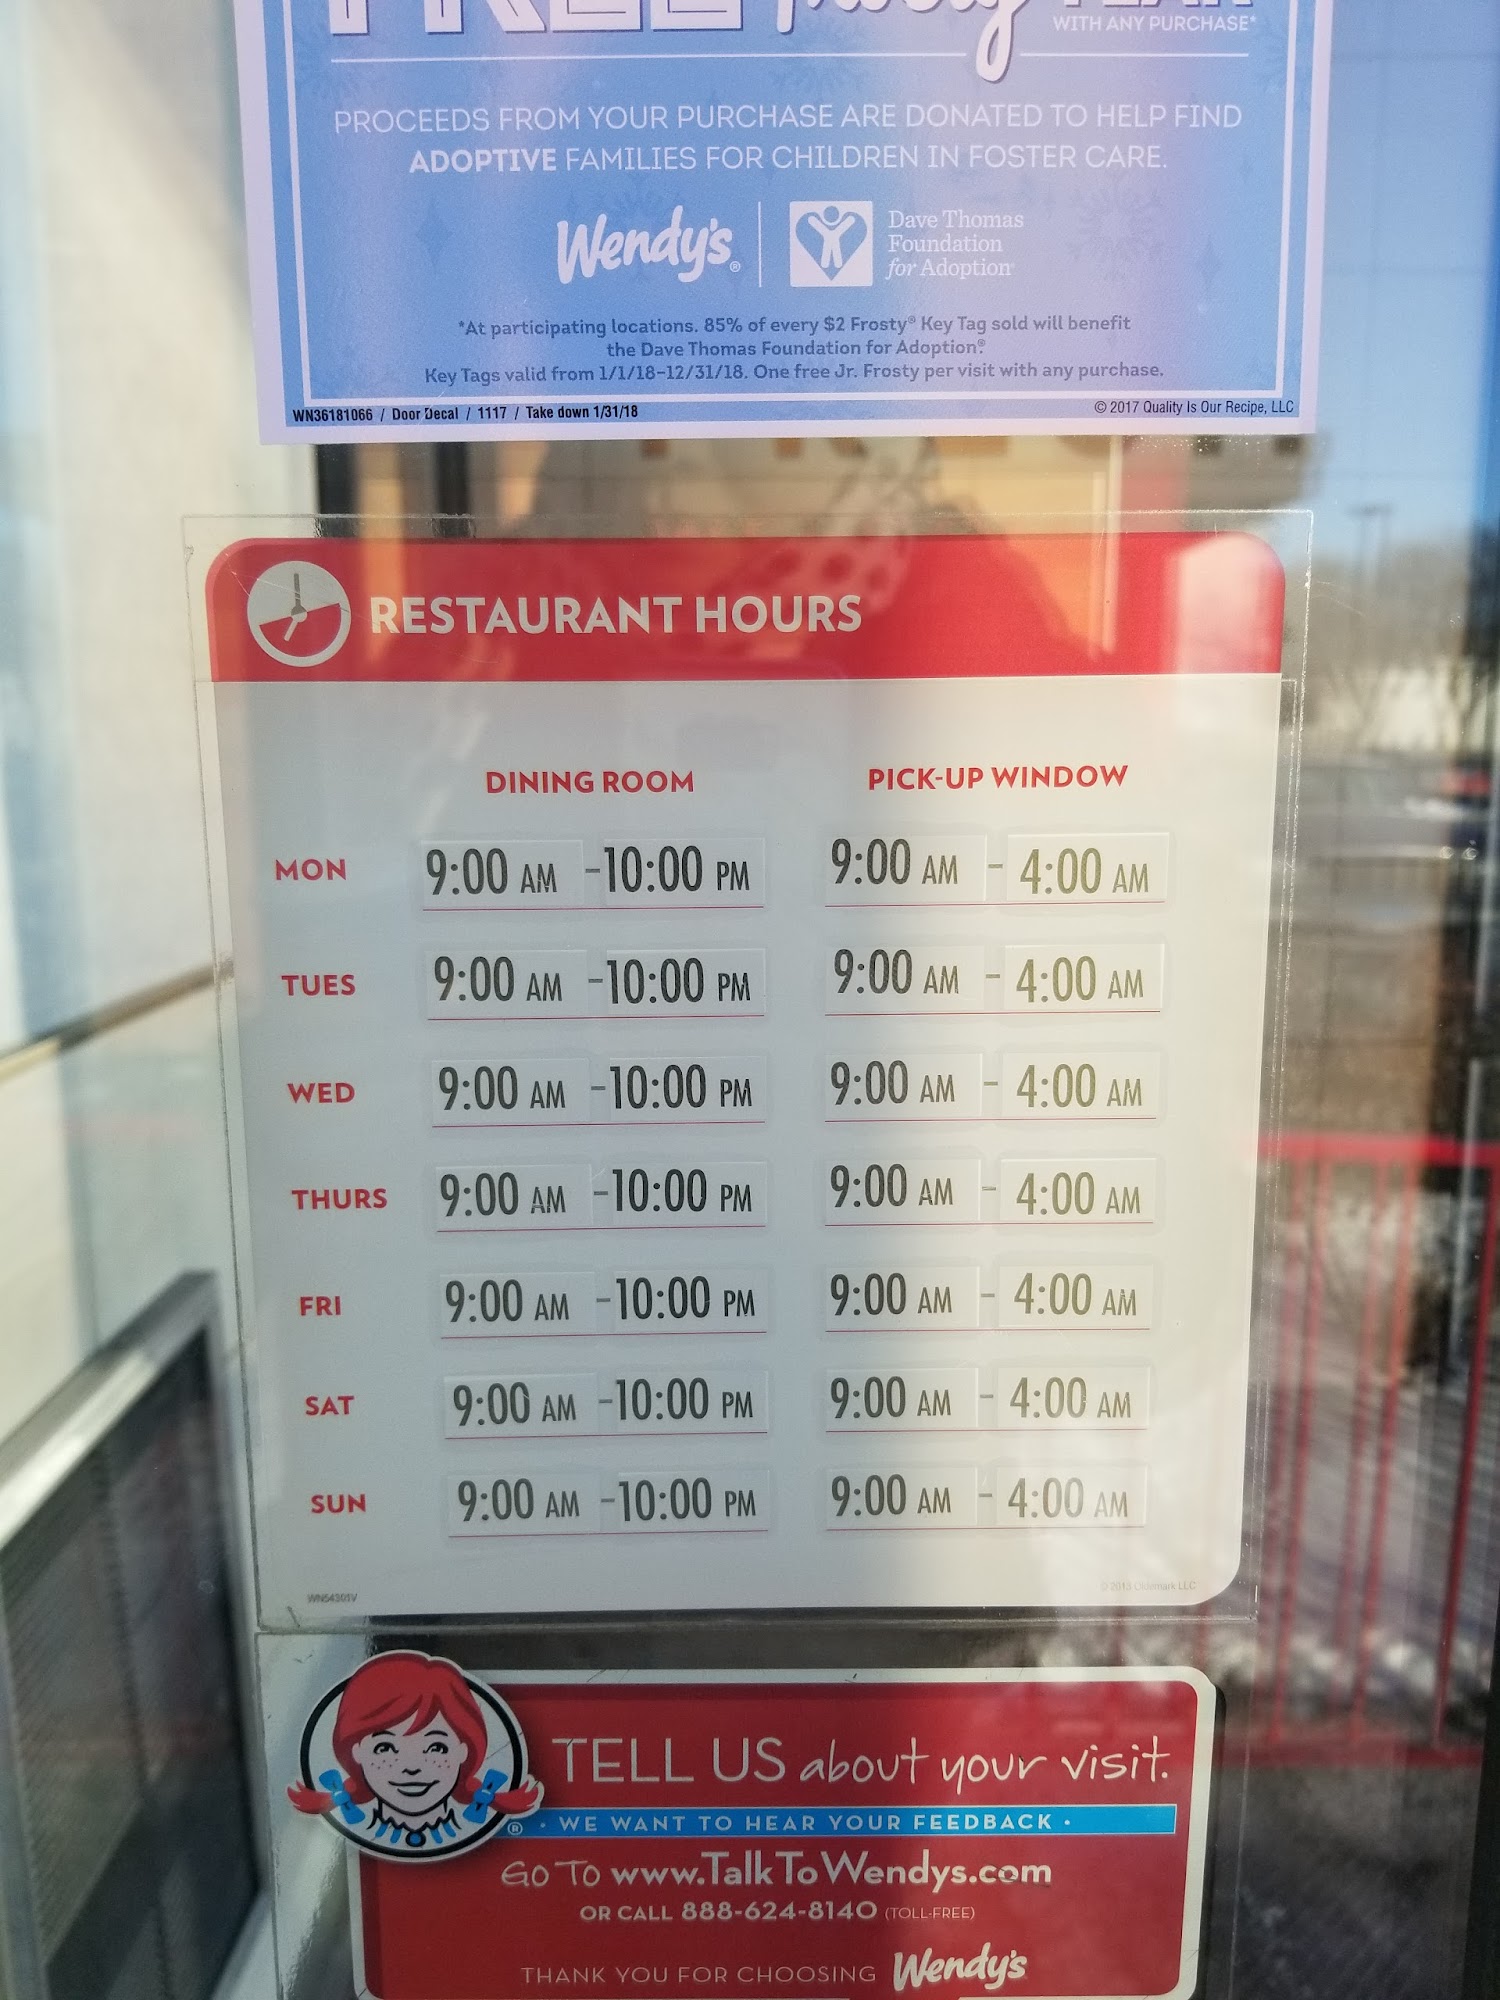 FREE Frosty YEAR
WITH ANY PURCHASE*
PROCEEDS FROM YOUR PURCHASE ARE DONATED TO HELP FIND
ADOPTIVE FAMILIES FOR CHILDREN IN FOSTER CARE.
Wendy's® Dave Thomas
Foundation
for Adoption
*At participating locations. 85% of every $2 Frosty® Key Tag sold will benefit
the Dave Thomas Foundation for Adoption®.
Key Tags valid from 1/1/18-12/31/18. One free Jr. Frosty per visit with any purchase.
WN36181066 / Door Decal / 1117 / Take down 1/31/18 © 2017 Quality Is Our Recipe, LLC
RESTAURANT HOURS
DINING ROOM PICK-UP WINDOW
MON 9:00 AM -10:00 PM 9:00 AM - 4:00 AM
TUES 9:00 AM -10:00 PM 9:00 AM - 4:00 AM
WED 9:00 AM -10:00 PM 9:00 AM - 4:00 AM
THURS 9:00 AM -10:00 PM 9:00 AM - 4:00 AM
FRI 9:00 AM -10:00 PM 9:00 AM - 4:00 AM
SAT 9:00 AM -10:00 PM 9:00 AM - 4:00 AM
SUN 9:00 AM -10:00 PM 9:00 AM - 4:00 AM
WN54301V © 2013 Oldemark LLC
TELL US about your visit.
® · WE WANT TO HEAR YOUR FEEDBACK ·
GO TO www.TalkToWendys.com
OR CALL 888-624-8140 (TOLL-FREE)
THANK YOU FOR CHOOSING Wendy's